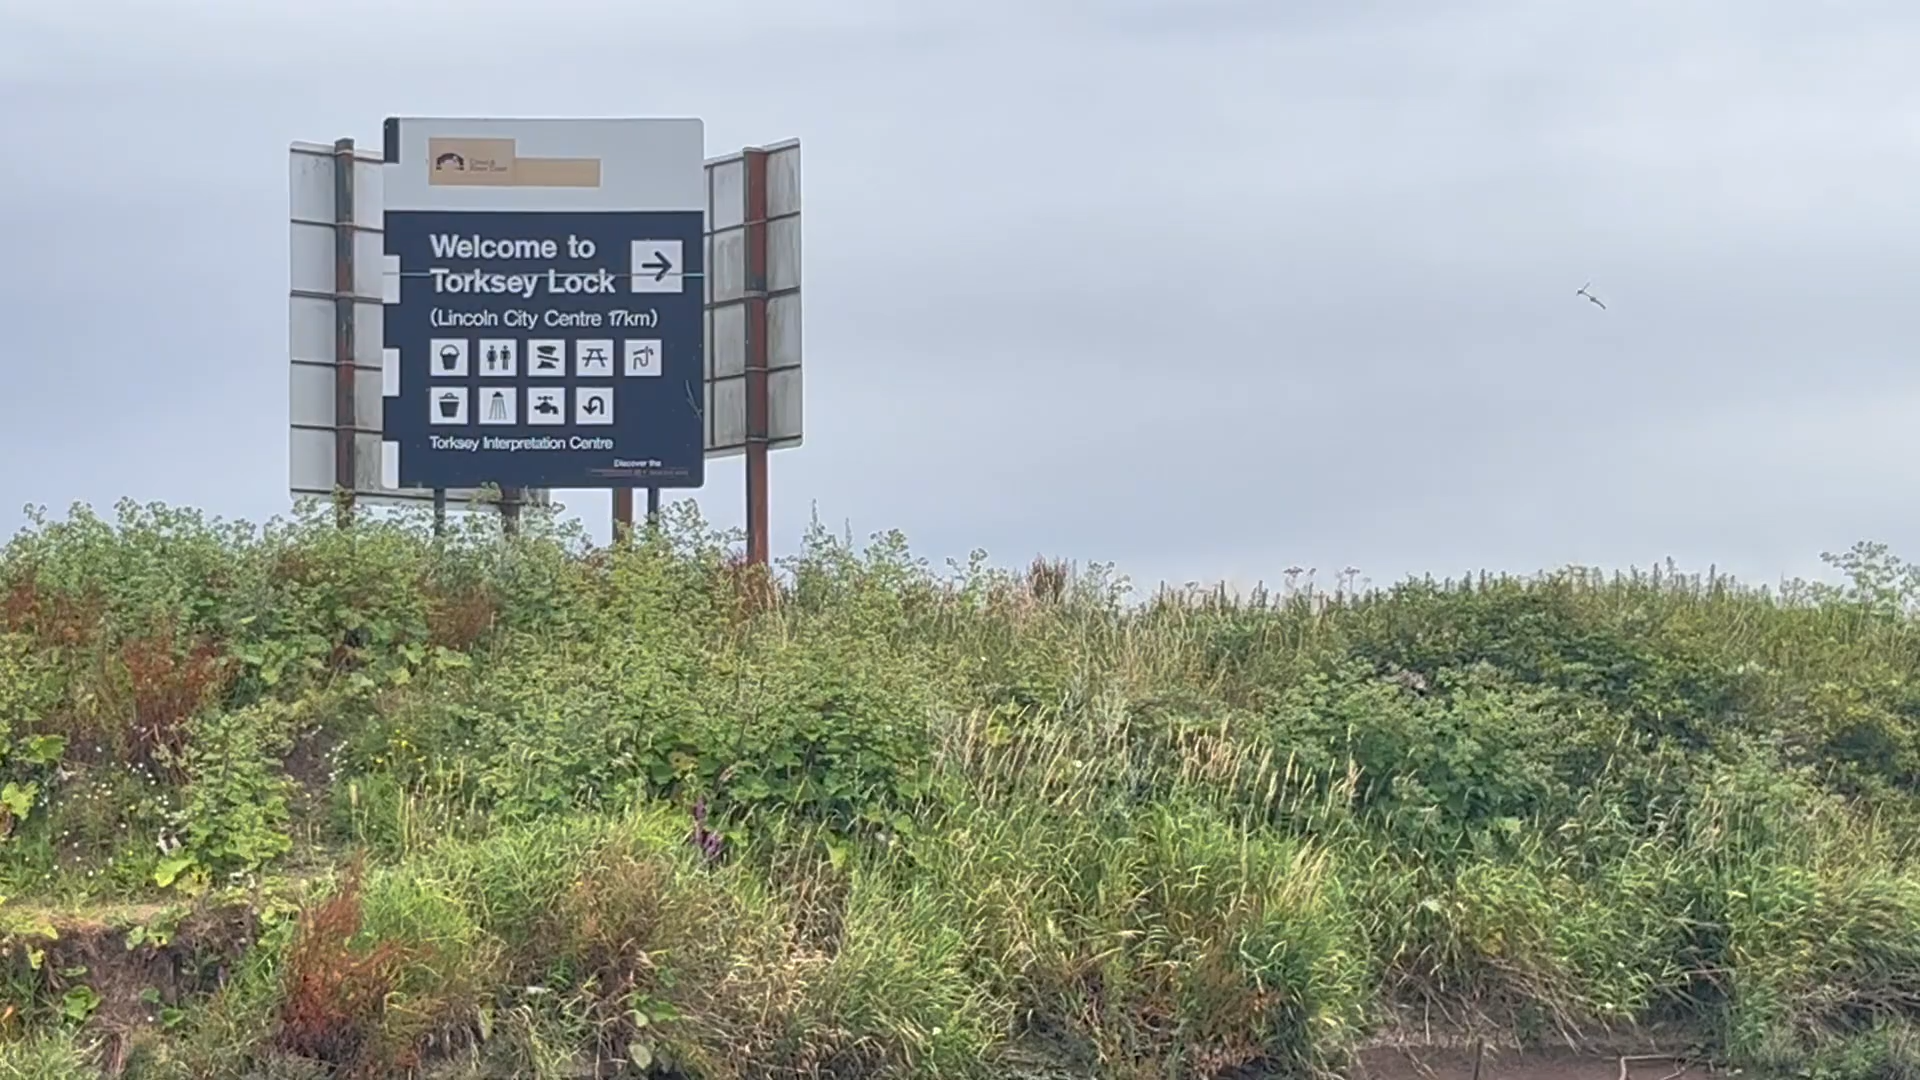 Welcome to
Torksey Lock
(Lincoln City Centre 17km)
Torksey Interpretation Centre
Discover the